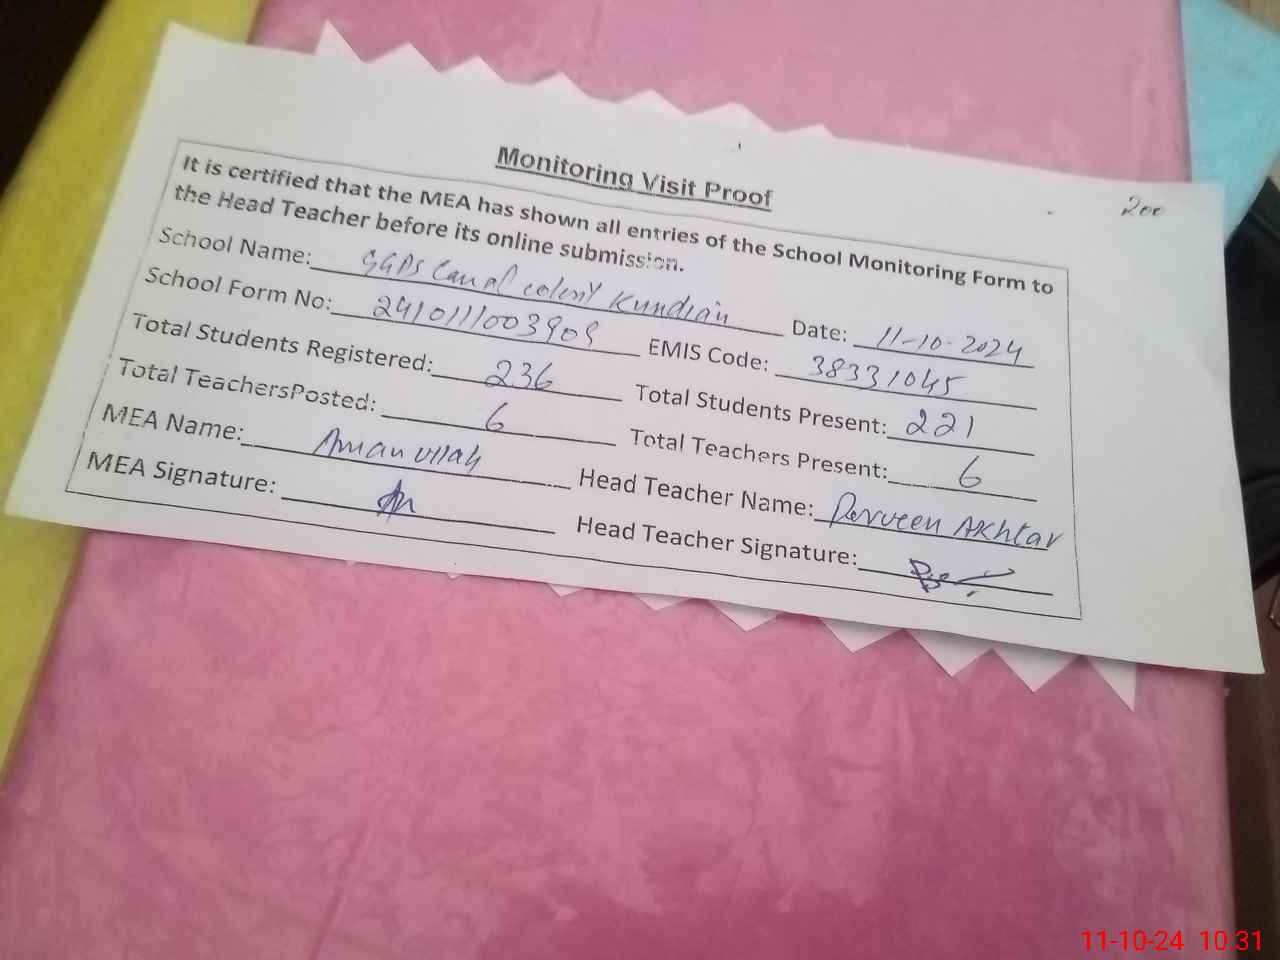 Monitoring Visit Proof
200
It is certified that the MEA has shown all entries of the School Monitoring Form to
the Head Teacher before its online submission.
School Name: GGPS Canal colony Kundian Date: 11-10-2024
School Form No: 2410111003909 EMIS Code: 38331045
Total Students Registered: 236 Total Students Present: 221
Total TeachersPosted: 6 Total Teachers Present: 6
MEA Name: Aman ullah Head Teacher Name: Parveen Akhtar
MEA Signature: Head Teacher Signature:
11-10-24 10:31